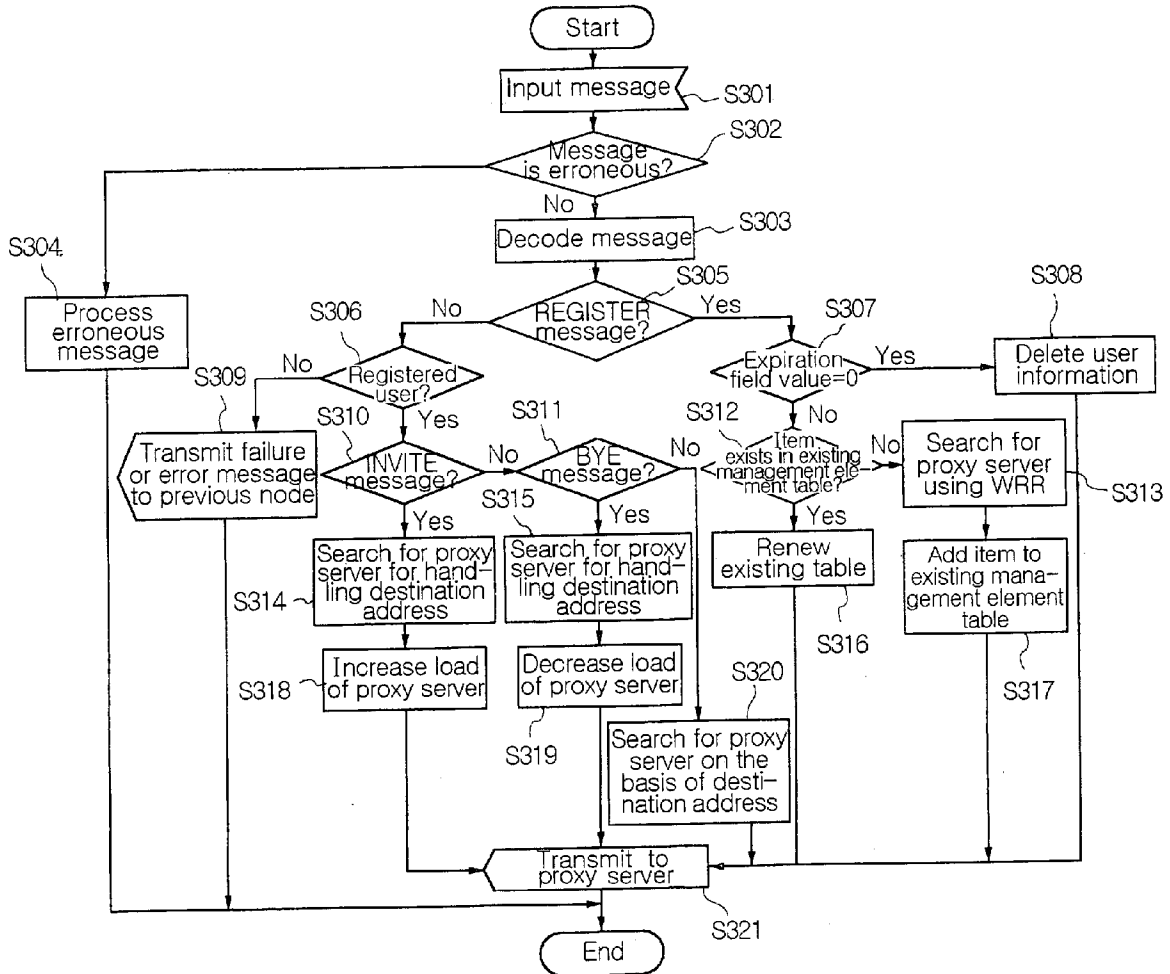 Start
Input message
S301
S302
Message
is erroneous?
No
Decode message
S303
S304
Process
erroneous
message
S305
REGISTER
message?
No
Yes
S306
Registered
user?
No
Yes
S307
Expiration
field value=0
Yes
No
S308
Delete user
information
S309
Transmit failure
or error message
to previous node
S310
INVITE
message?
No
Yes
S311
BYE
message?
No
Yes
S312
Item
exists in existing
management ele-
ment table?
No
Yes
Search for
proxy server
using WRR
S313
S314
Search for proxy
server for hand-
ling destination
address
S315
Search for proxy
server for hand-
ling destination
address
Renew
existing table
S316
Add item to
existing mana-
gement element
table
S317
S318
Increase load
of proxy server
Decrease load
of proxy server
S319
S320
Search for proxy
server on the
basis of desti-
nation address
Transmit to
proxy server
S321
End